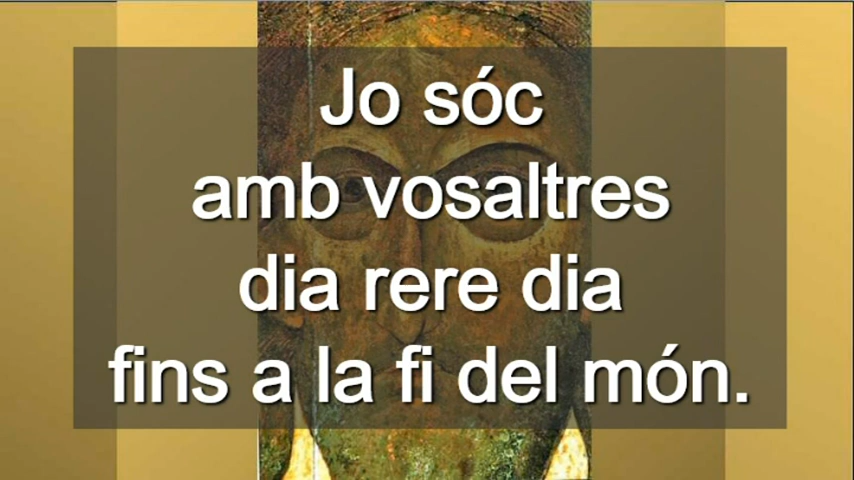 Jo sóc
amb vosaltres
dia rere dia
fins a la fi del món.